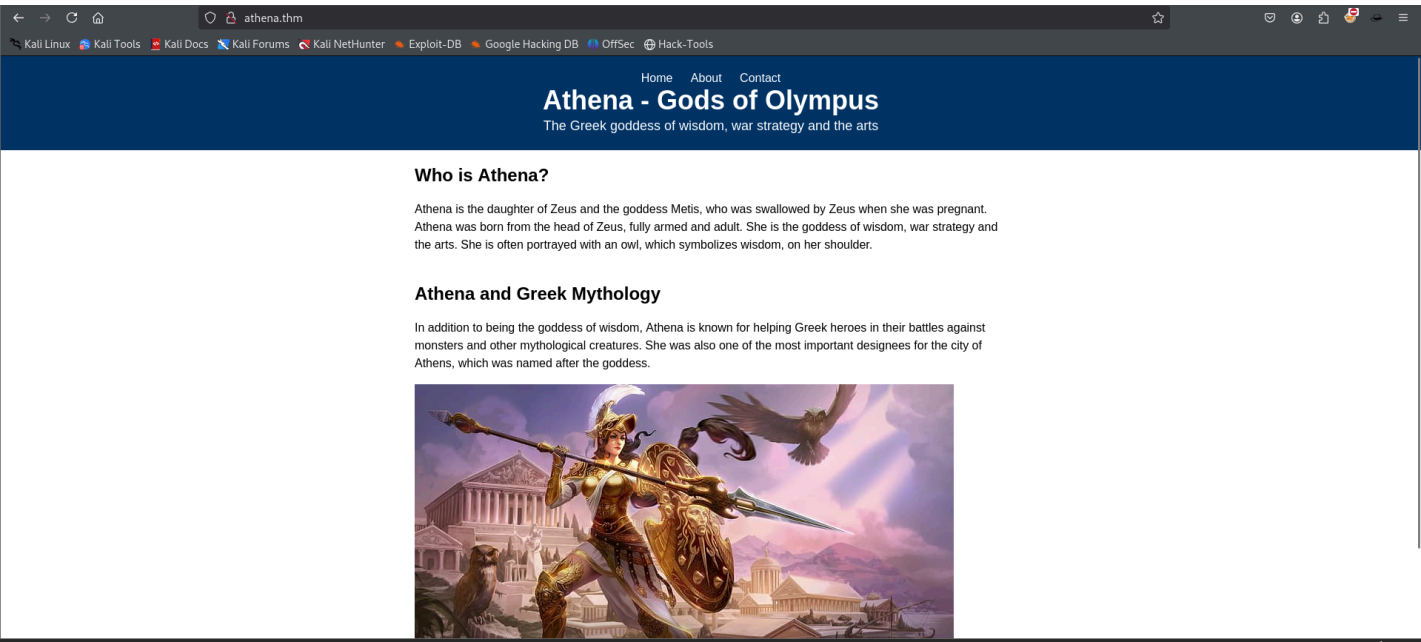 athena.thm
Kali Linux Kali Tools Kali Docs Kali Forums Kali NetHunter Exploit-DB Google Hacking DB OffSec Hack-Tools
Home About Contact
Athena - Gods of Olympus
The Greek goddess of wisdom, war strategy and the arts
Who is Athena?
Athena is the daughter of Zeus and the goddess Metis, who was swallowed by Zeus when she was pregnant.
Athena was born from the head of Zeus, fully armed and adult. She is the goddess of wisdom, war strategy and
the arts. She is often portrayed with an owl, which symbolizes wisdom, on her shoulder.
Athena and Greek Mythology
In addition to being the goddess of wisdom, Athena is known for helping Greek heroes in their battles against
monsters and other mythological creatures. She was also one of the most important designees for the city of
Athens, which was named after the goddess.